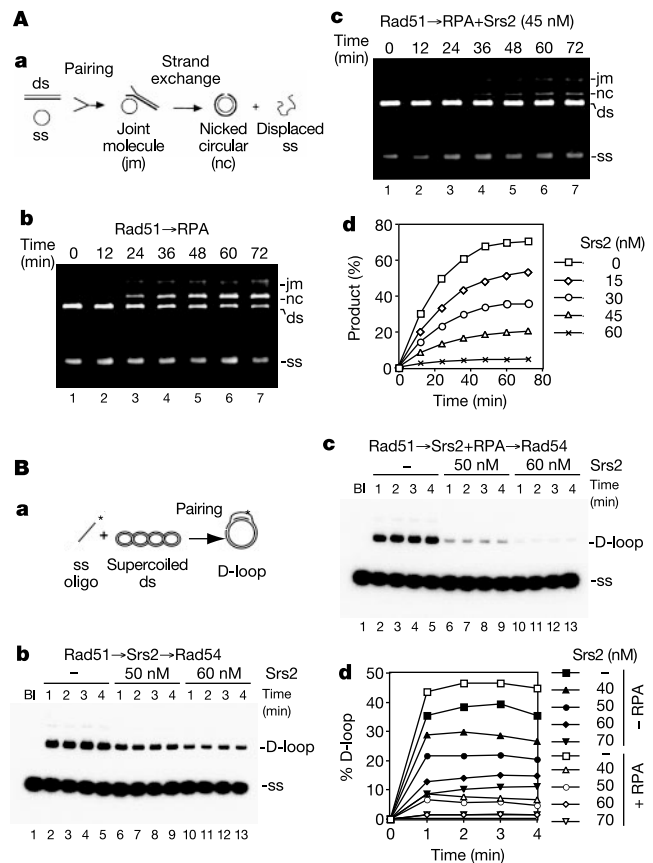 A
a
ds
ss
Pairing
Strand
exchange
Joint
molecule
(jm)
Nicked
circular
(nc)
+
Displaced
ss
b
Rad51→RPA
Time
(min)
0 12 24 36 48 60 72
-jm
-nc
ds
-ss
1 2 3 4 5 6 7
c
Rad51→RPA+Srs2 (45 nM)
Time
(min)
0 12 24 36 48 60 72
-jm
-nc
ds
-ss
1 2 3 4 5 6 7
d
Product (%)
80
60
40
20
0
0 20 40 60 80
Time (min)
Srs2 (nM)
0
15
30
45
60
B
a
*
ss
oligo
+
Supercoiled
ds
Pairing
*
D-loop
b
Rad51→Srs2→Rad54
– 50 nM 60 nM Srs2
Bl 1 2 3 4 1 2 3 4 1 2 3 4 Time
(min)
-D-loop
-ss
1 2 3 4 5 6 7 8 9 10 11 12 13
c
Rad51→Srs2+RPA→Rad54
– 50 nM 60 nM Srs2
Bl 1 2 3 4 1 2 3 4 1 2 3 4 Time
(min)
-D-loop
-ss
1 2 3 4 5 6 7 8 9 10 11 12 13
d
% D-loop
50
40
30
20
10
0
0 1 2 3 4
Time (min)
Srs2 (nM)
–
40
50
60
70
– RPA
–
40
50
60
70
+ RPA